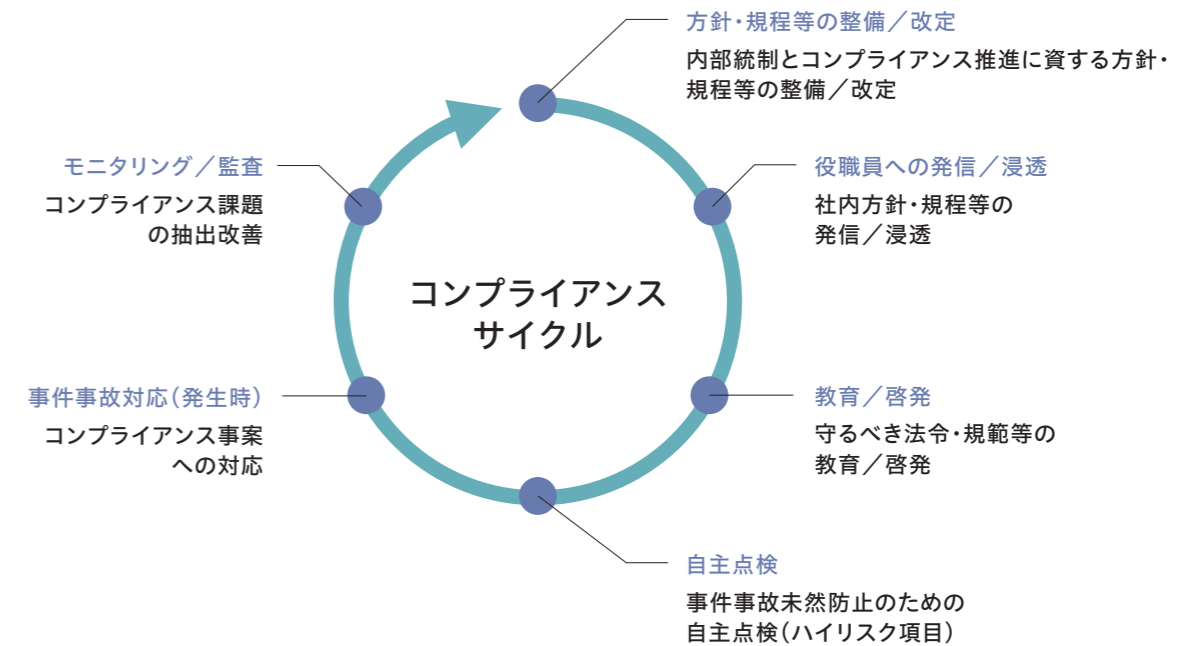 方針・規程等の整備／改定
内部統制とコンプライアンス推進に資する方針・
規程等の整備／改定
役職員への発信／浸透
社内方針・規程等の
発信／浸透
教育／啓発
守るべき法令・規範等の
教育／啓発
自主点検
事件事故未然防止のための
自主点検（ハイリスク項目）
事件事故対応（発生時）
コンプライアンス事案
への対応
モニタリング／監査
コンプライアンス課題
の抽出改善
コンプライアンス
サイクル